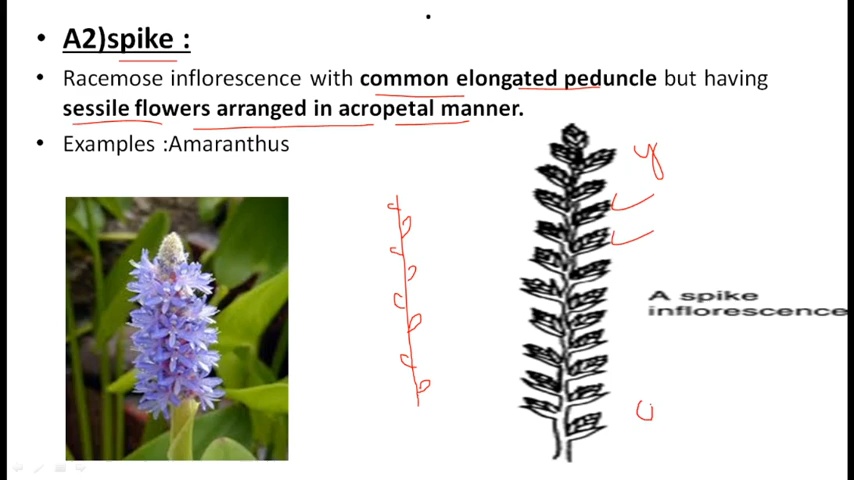 A2)spike :
Racemose inflorescence with common elongated peduncle but having
sessile flowers arranged in acropetal manner.
Examples :Amaranthus
y
A spike
inflorescence